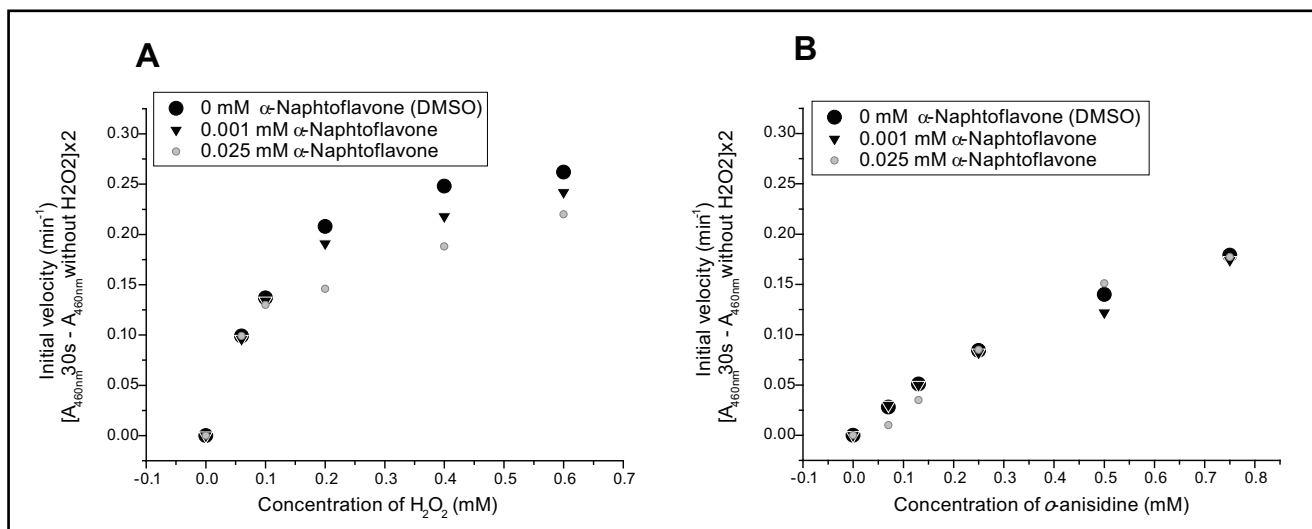 A
0 mM α-Naphtoflavone (DMSO)
0.001 mM α-Naphtoflavone
0.025 mM α-Naphtoflavone
0.30
0.25
0.20
0.15
0.10
0.05
0.00
Initial velocity (min⁻¹)
[A₄₆₀ₙₘ30s - A₄₆₀ₙₘwithout H2O2]x2
-0.1 0.0 0.1 0.2 0.3 0.4 0.5 0.6 0.7
Concentration of H₂O₂ (mM)
B
0 mM α-Naphtoflavone (DMSO)
0.001 mM α-Naphtoflavone
0.025 mM α-Naphtoflavone
0.30
0.25
0.20
0.15
0.10
0.05
0.00
Initial velocity (min⁻¹)
[A₄₆₀ₙₘ30s - A₄₆₀ₙₘwithout H2O2]x2
-0.1 0.0 0.1 0.2 0.3 0.4 0.5 0.6 0.7 0.8
Concentration of o-anisidine (mM)